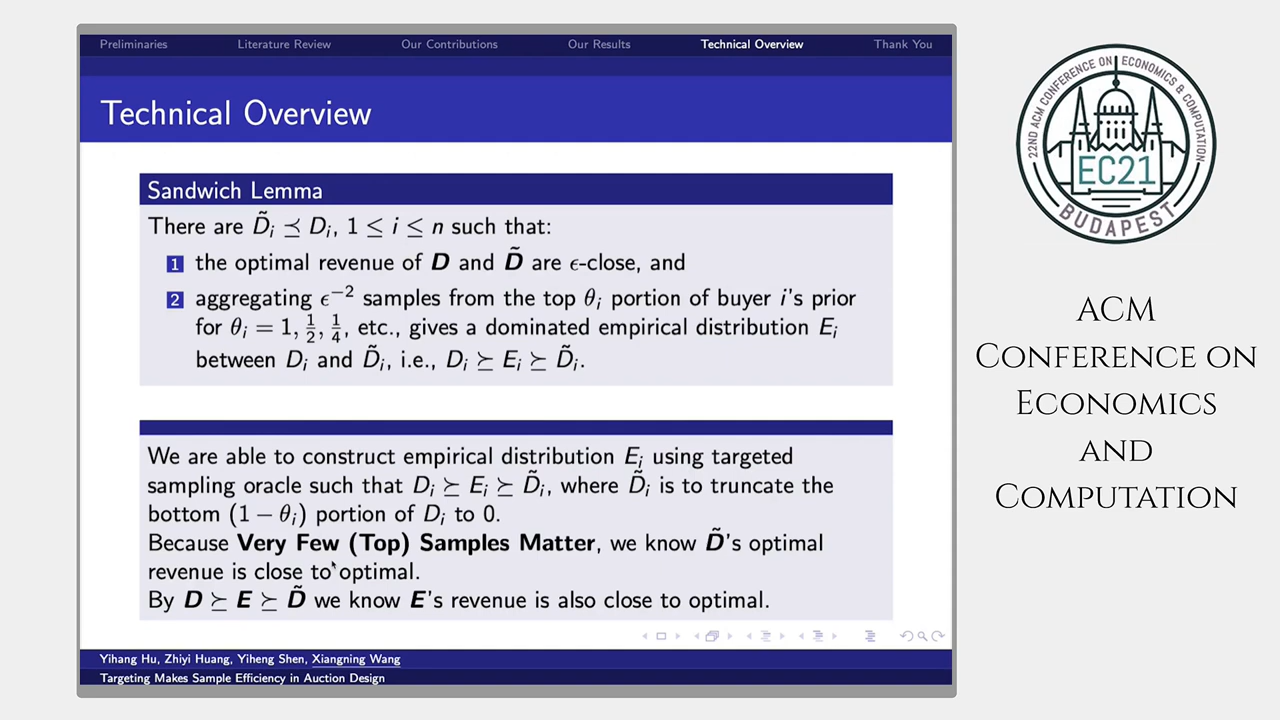 Preliminaries Literature Review Our Contributions Our Results Technical Overview Thank You
Technical Overview
Sandwich Lemma
There are D̃ᵢ ⪯ Dᵢ, 1 ≤ i ≤ n such that:
1 the optimal revenue of D and D̃ are ϵ-close, and
2 aggregating ϵ⁻² samples from the top θᵢ portion of buyer i's prior
for θᵢ = 1, 1/2, 1/4, etc., gives a dominated empirical distribution Eᵢ
between Dᵢ and D̃ᵢ, i.e., Dᵢ ⪰ Eᵢ ⪰ D̃ᵢ.
We are able to construct empirical distribution Eᵢ using targeted
sampling oracle such that Dᵢ ⪰ Eᵢ ⪰ D̃ᵢ, where D̃ᵢ is to truncate the
bottom (1 − θᵢ) portion of Dᵢ to 0.
Because Very Few (Top) Samples Matter, we know D̃'s optimal
revenue is close to optimal.
By D ⪰ E ⪰ D̃ we know E's revenue is also close to optimal.
Yihang Hu, Zhiyi Huang, Yiheng Shen, Xiangning Wang
Targeting Makes Sample Efficiency in Auction Design
22ND ACM CONFERENCE ON ECONOMICS & COMPUTATION
EC21
BUDAPEST
ACM
Conference on
Economics
and
Computation